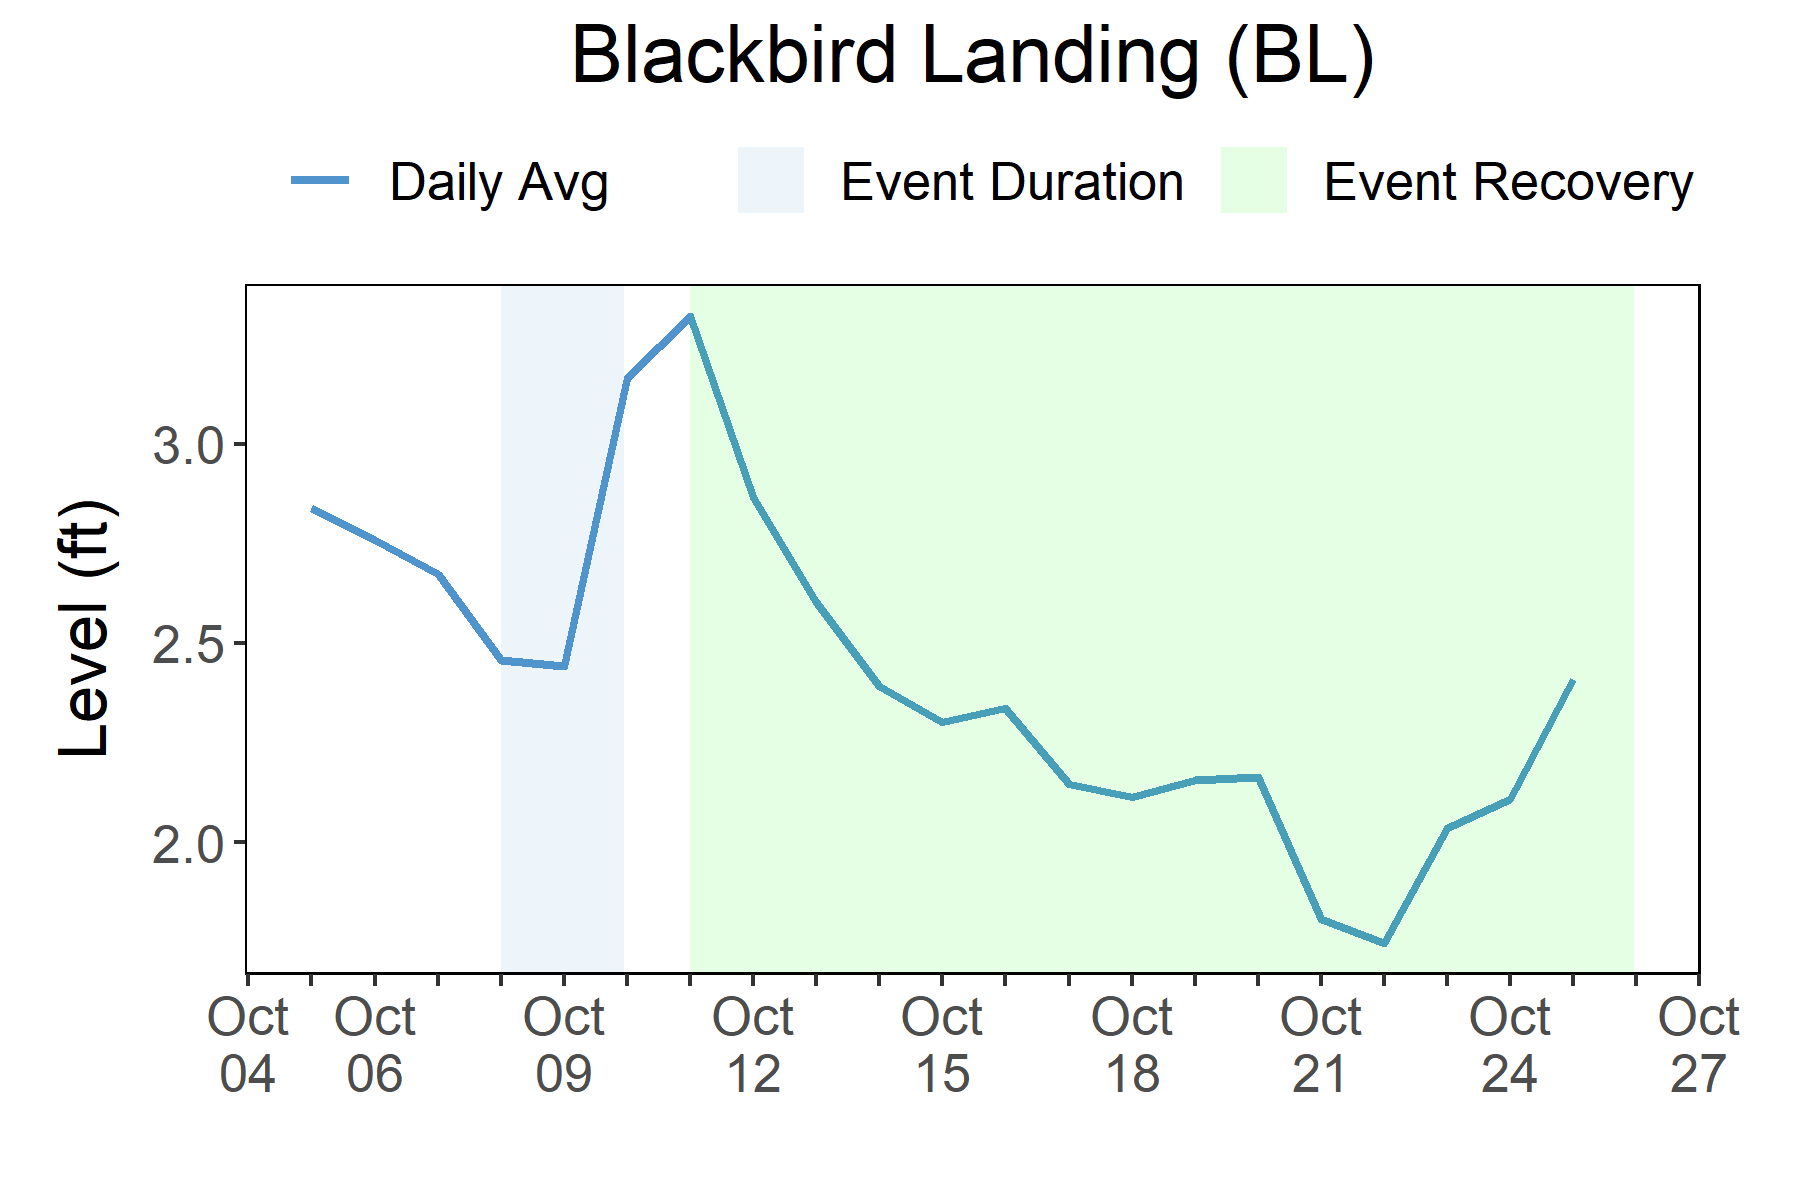 Blackbird Landing (BL)
Daily Avg Event Duration Event Recovery
Level (ft)
3.0
2.5
2.0
Oct Oct Oct Oct Oct Oct Oct Oct Oct
04 06 09 12 15 18 21 24 27